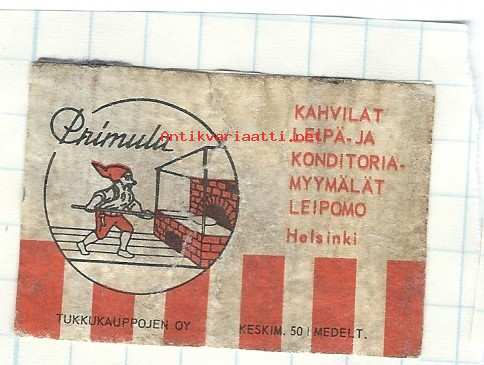 Primula
KAHVILAT
LEIPÄ- JA
KONDITORIA-
MYYMÄLÄT
LEIPOMO
Helsinki
TUKKUKAUPPOJEN OY
KESKIM. 50 MEDELT.
Antikvariaatti.net